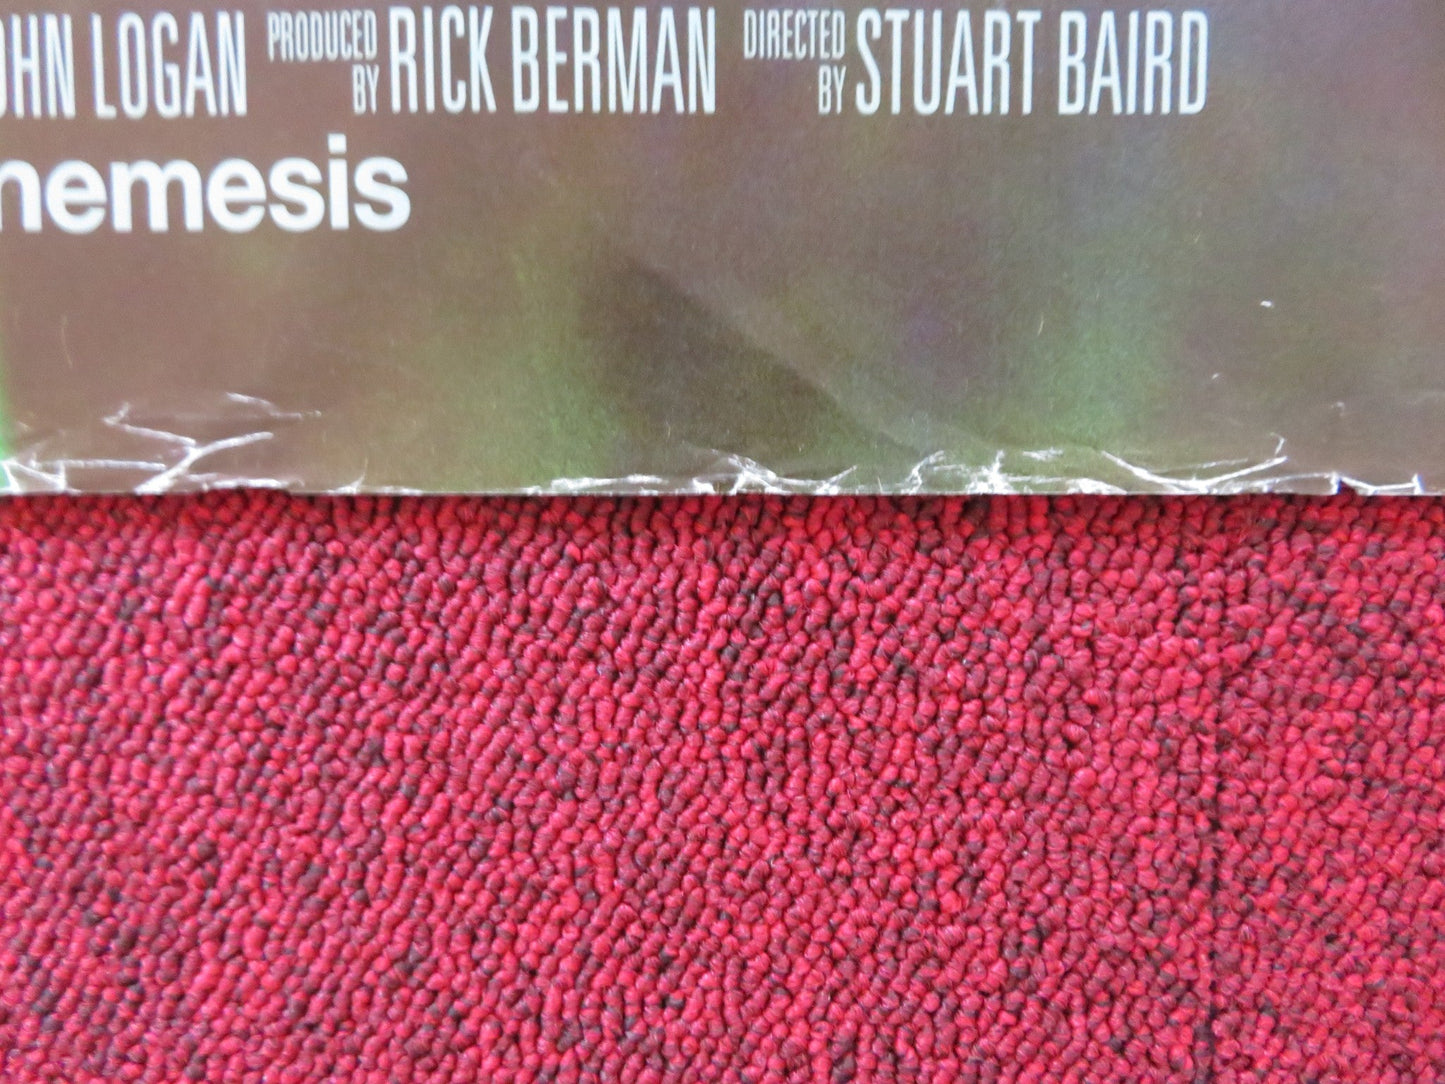 OHN LOGAN PRODUCED BY RICK BERMAN DIRECTED BY STUART BAIRD
nemesis